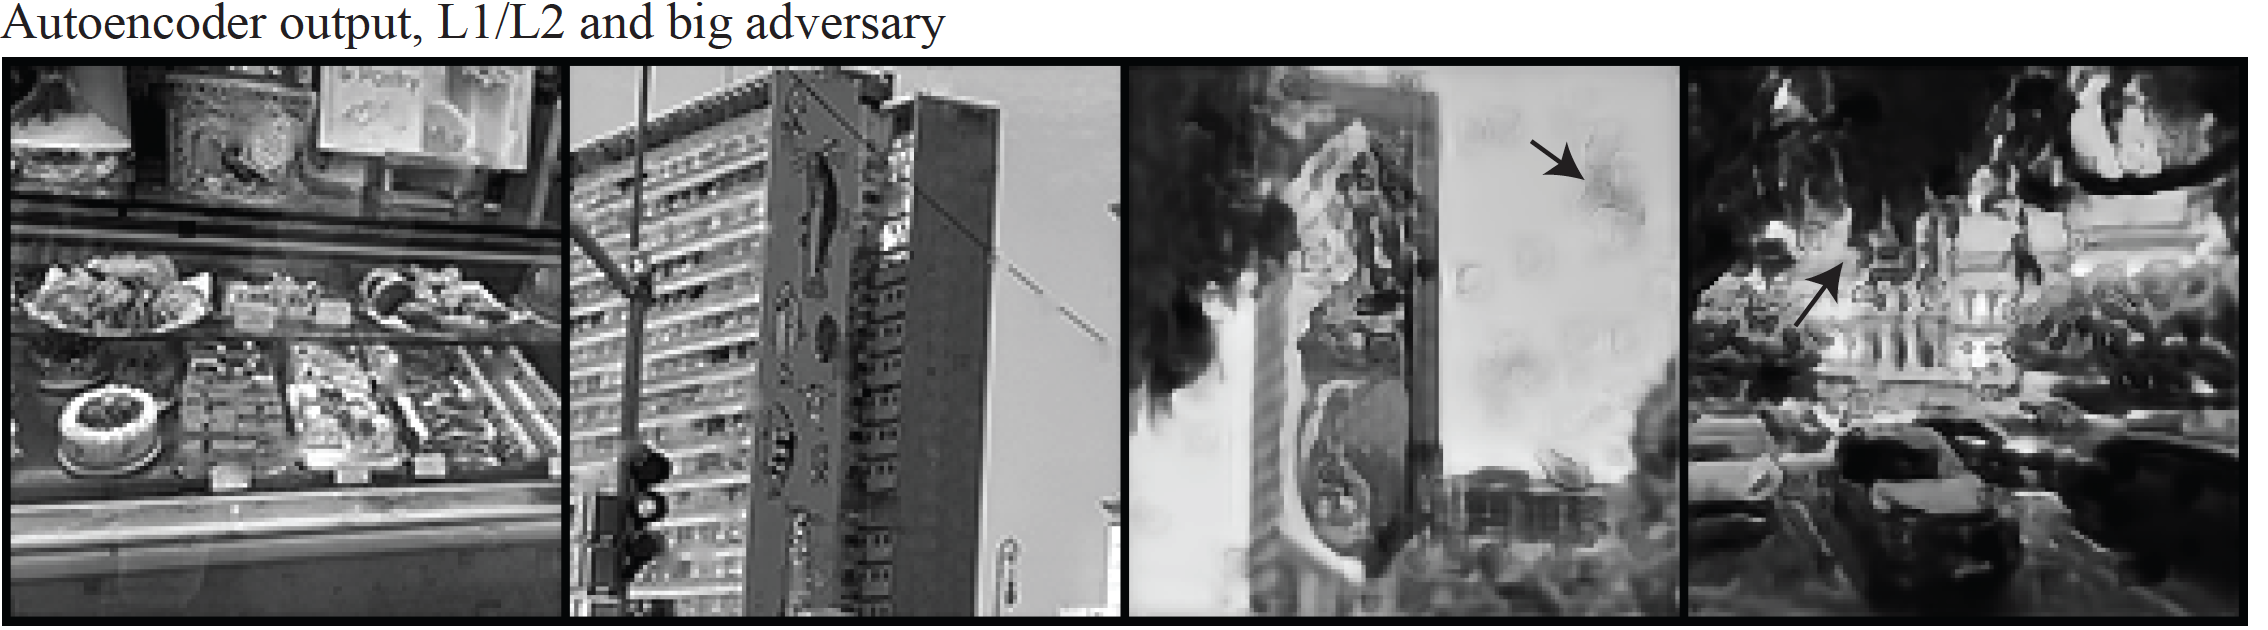 Autoencoder output, L1/L2 and big adversary